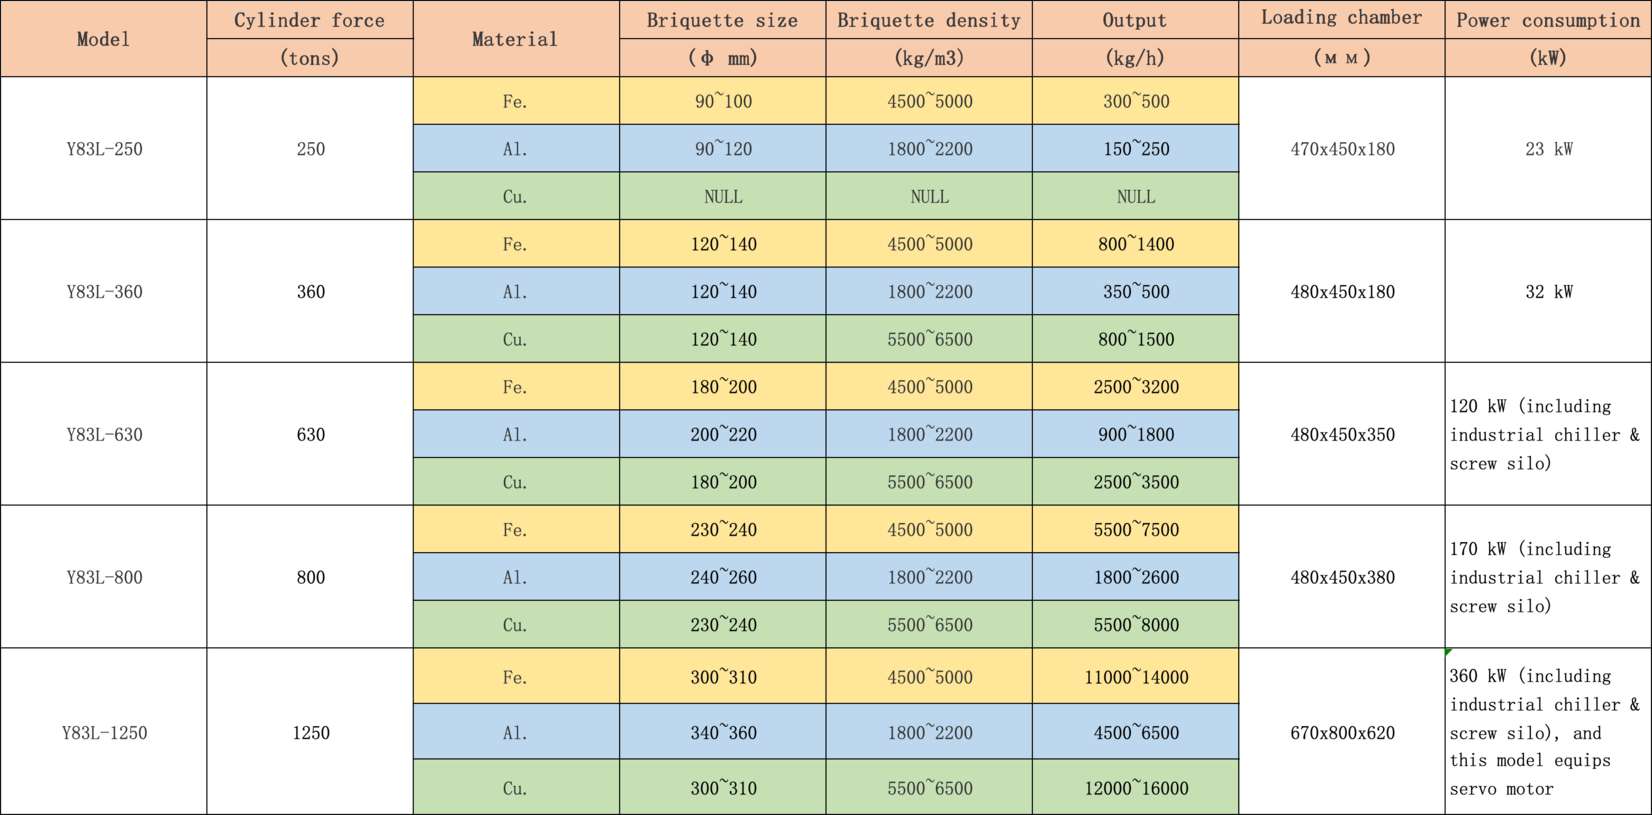 Model Cylinder force Material Briquette size Briquette density Output Loading chamber Power consumption
(tons) (φ mm) (kg/m3) (kg/h) (мм) (kW)
Y83L-250 250 Fe. 90~100 4500~5000 300~500 470x450x180 23 kW
Al. 90~120 1800~2200 150~250
Cu. NULL NULL NULL
Y83L-360 360 Fe. 120~140 4500~5000 800~1400 480x450x180 32 kW
Al. 120~140 1800~2200 350~500
Cu. 120~140 5500~6500 800~1500
Y83L-630 630 Fe. 180~200 4500~5000 2500~3200 480x450x350 120 kW (including
industrial chiller &
screw silo)
Al. 200~220 1800~2200 900~1800
Cu. 180~200 5500~6500 2500~3500
Y83L-800 800 Fe. 230~240 4500~5000 5500~7500 480x450x380 170 kW (including
industrial chiller &
screw silo)
Al. 240~260 1800~2200 1800~2600
Cu. 230~240 5500~6500 5500~8000
Y83L-1250 1250 Fe. 300~310 4500~5000 11000~14000 670x800x620 360 kW (including
industrial chiller &
screw silo), and
this model equips
servo motor
Al. 340~360 1800~2200 4500~6500
Cu. 300~310 5500~6500 12000~16000